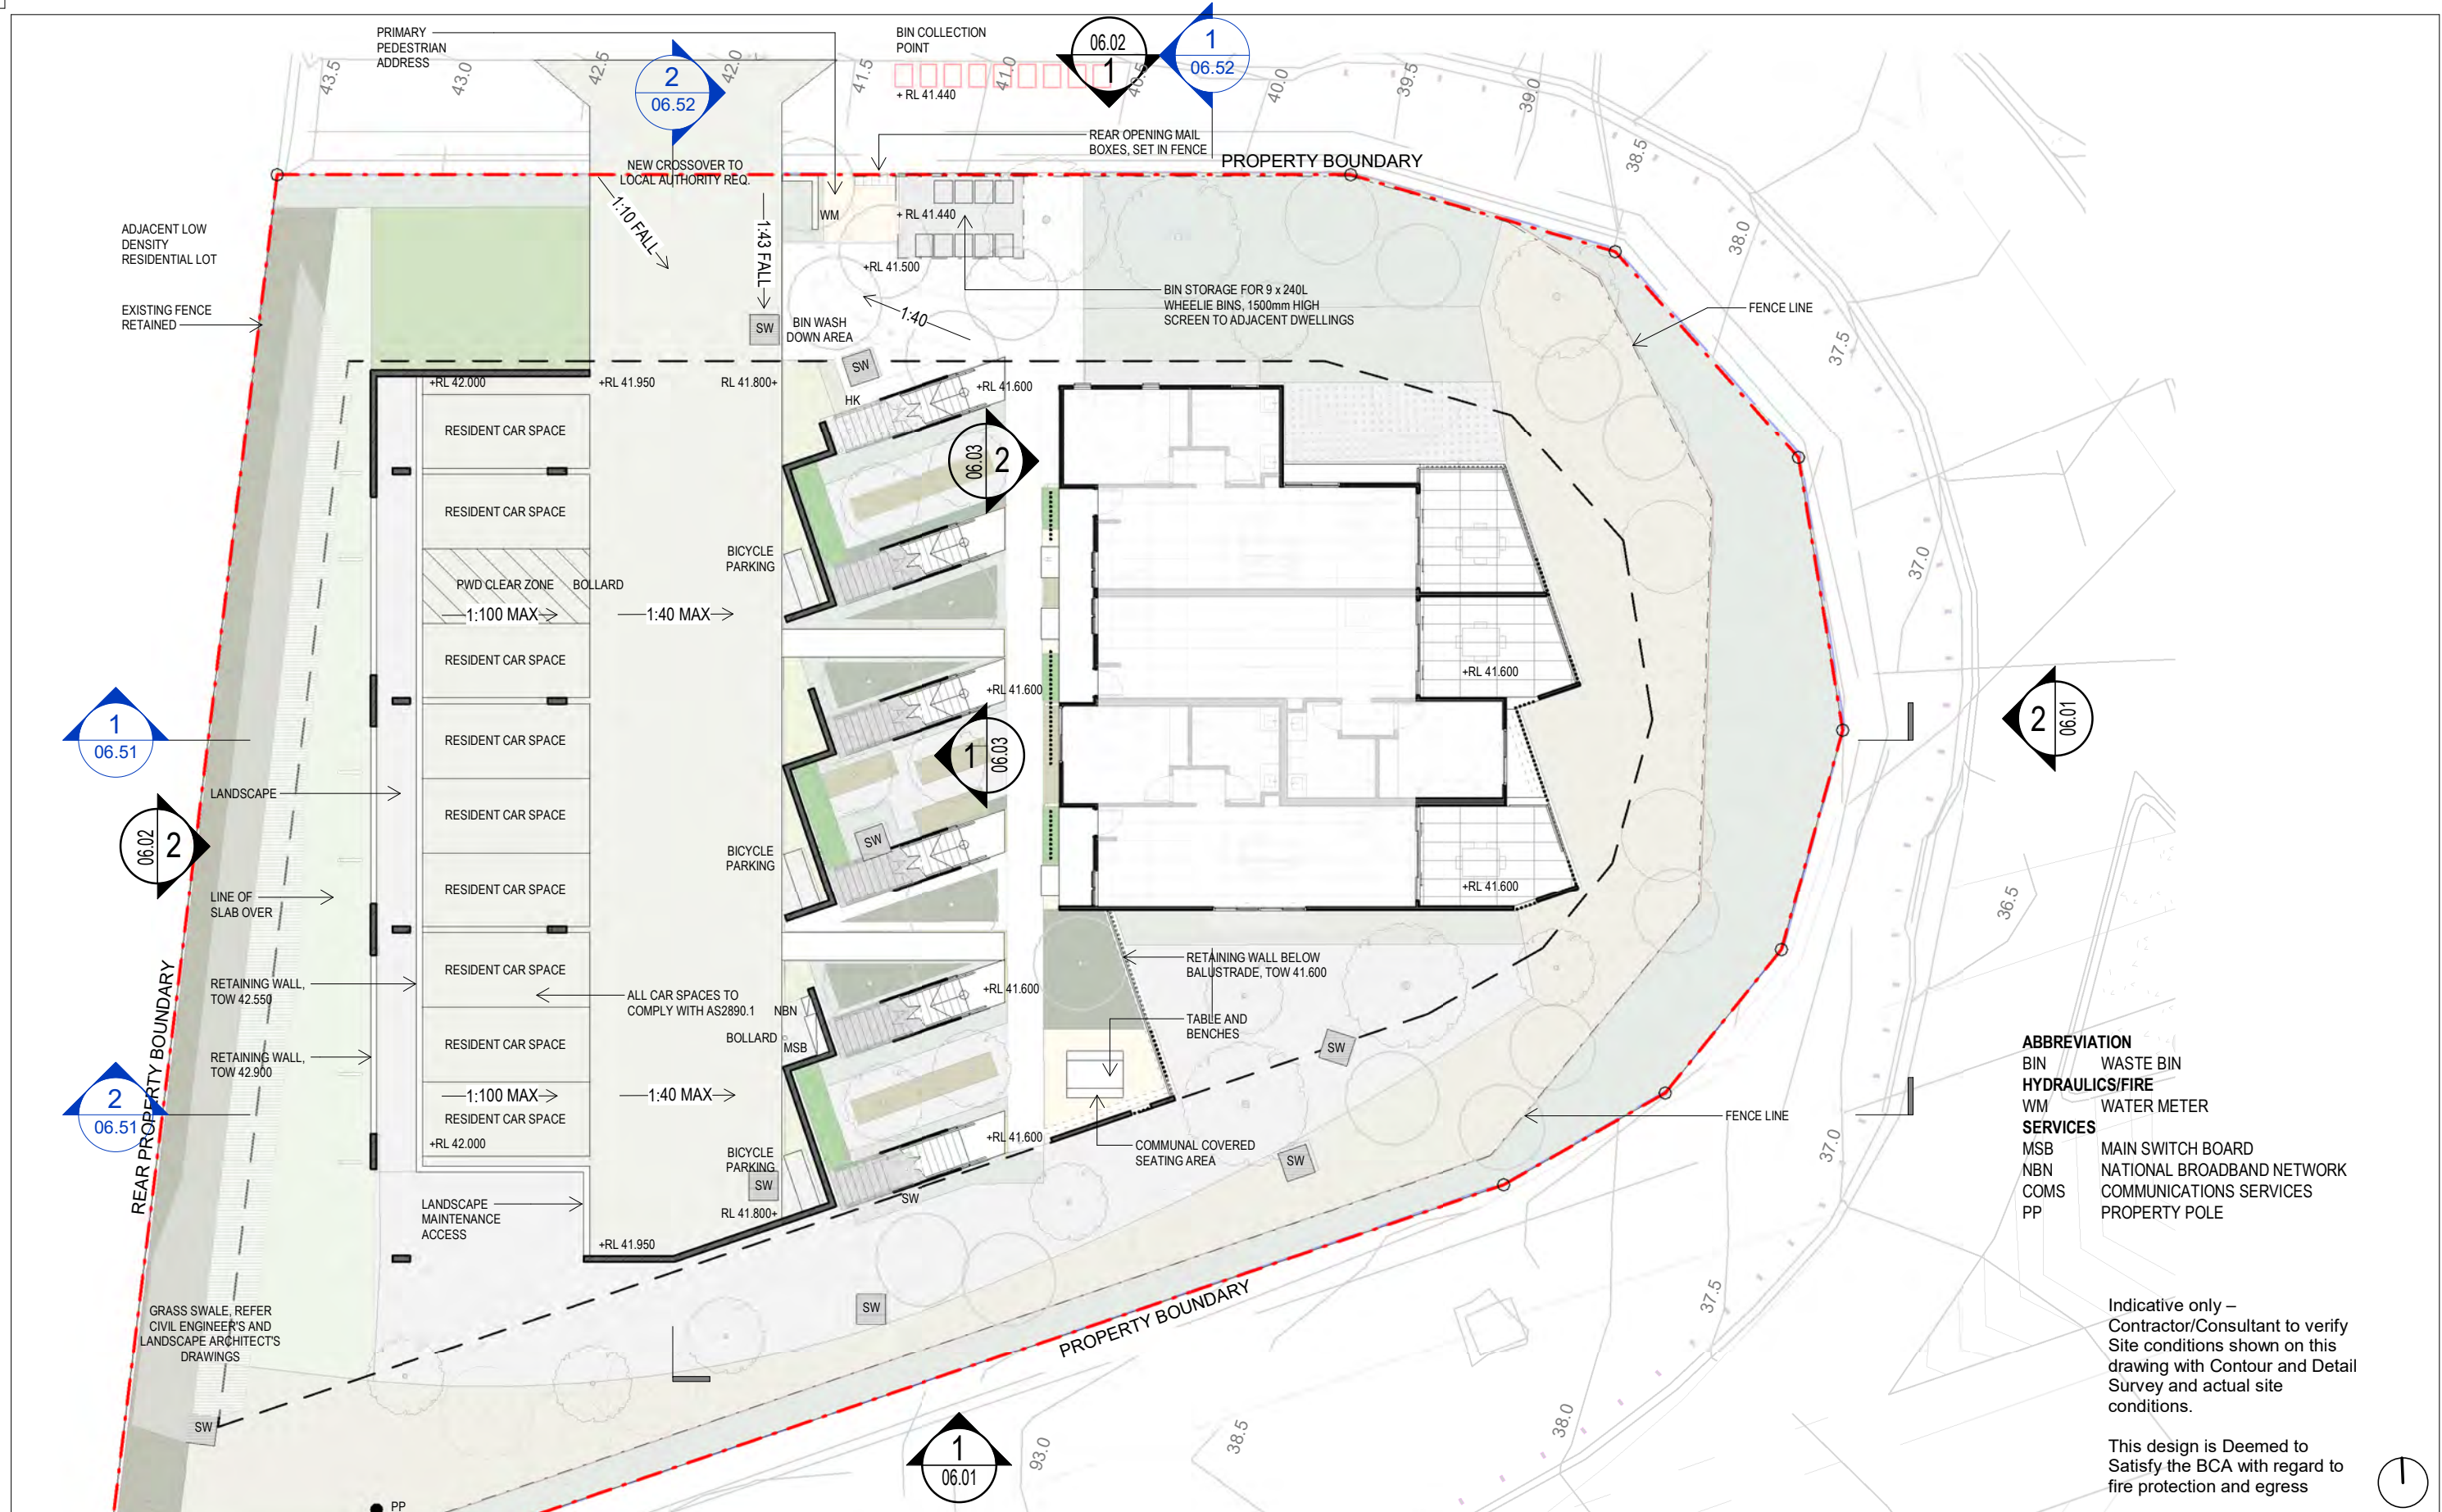 PRIMARY
PEDESTRIAN
ADDRESS
BIN COLLECTION
POINT
06.02
1
1
06.52
2
06.52
43.5
43.0
42.5
42.0
41.5
41.0
40.5
40.0
39.5
39.0
38.5
38.0
37.5
37.0
+ RL 41.440
REAR OPENING MAIL
BOXES, SET IN FENCE
PROPERTY BOUNDARY
NEW CROSSOVER TO
LOCAL AUTHORITY REQ.
1:10 FALL
1:43 FALL
WM
+ RL 41.440
+RL 41.500
ADJACENT LOW
DENSITY
RESIDENTIAL LOT
EXISTING FENCE
RETAINED
SW
BIN WASH
DOWN AREA
1:40
BIN STORAGE FOR 9 x 240L
WHEELIE BINS, 1500mm HIGH
SCREEN TO ADJACENT DWELLINGS
FENCE LINE
SW
HK
+RL 42.000
+RL 41.950
RL 41.800+
+RL 41.600
RESIDENT CAR SPACE
RESIDENT CAR SPACE
06.03
2
BICYCLE
PARKING
PWD CLEAR ZONE
BOLLARD
1:100 MAX
1:40 MAX
RESIDENT CAR SPACE
+RL 41.600
+RL 41.600
1
06.51
RESIDENT CAR SPACE
1
06.03
2
06.01
LANDSCAPE
RESIDENT CAR SPACE
06.02
2
SW
BICYCLE
PARKING
RESIDENT CAR SPACE
+RL 41.600
LINE OF
SLAB OVER
36.5
RESIDENT CAR SPACE
RETAINING WALL,
TOW 42.550
ALL CAR SPACES TO
COMPLY WITH AS2890.1
NBN
BOLLARD
MSB
+RL 41.600
RETAINING WALL BELOW
BALUSTRADE, TOW 41.600
TABLE AND
BENCHES
SW
RESIDENT CAR SPACE
RETAINING WALL,
TOW 42.900
REAR PROPERTY BOUNDARY
2
06.51
1:100 MAX
1:40 MAX
RESIDENT CAR SPACE
+RL 42.000
+RL 41.600
COMMUNAL COVERED
SEATING AREA
SW
FENCE LINE
37.0
BICYCLE
PARKING
SW
SW
RL 41.800+
LANDSCAPE
MAINTENANCE
ACCESS
+RL 41.950
GRASS SWALE, REFER
CIVIL ENGINEER'S AND
LANDSCAPE ARCHITECT'S
DRAWINGS
SW
SW
PROPERTY BOUNDARY
37.5
38.0
38.5
93.0
1
06.01
PP
ABBREVIATION
BIN WASTE BIN
HYDRAULICS/FIRE
WM WATER METER
SERVICES
MSB MAIN SWITCH BOARD
NBN NATIONAL BROADBAND NETWORK
COMS COMMUNICATIONS SERVICES
PP PROPERTY POLE
Indicative only –
Contractor/Consultant to verify
Site conditions shown on this
drawing with Contour and Detail
Survey and actual site
conditions.
This design is Deemed to
Satisfy the BCA with regard to
fire protection and egress